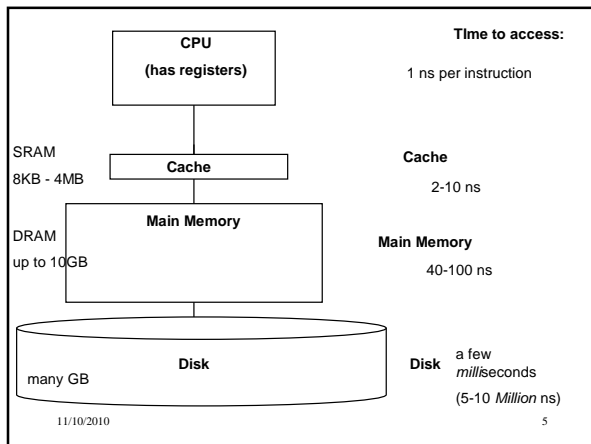 CPU
(has registers)
TIme to access:
1 ns per instruction
SRAM
8KB - 4MB
Cache
Cache
2-10 ns
DRAM
up to 10GB
Main Memory
Main Memory
40-100 ns
many GB
Disk
Disk
a few
milliseconds
(5-10 Million ns)
11/10/2010
5